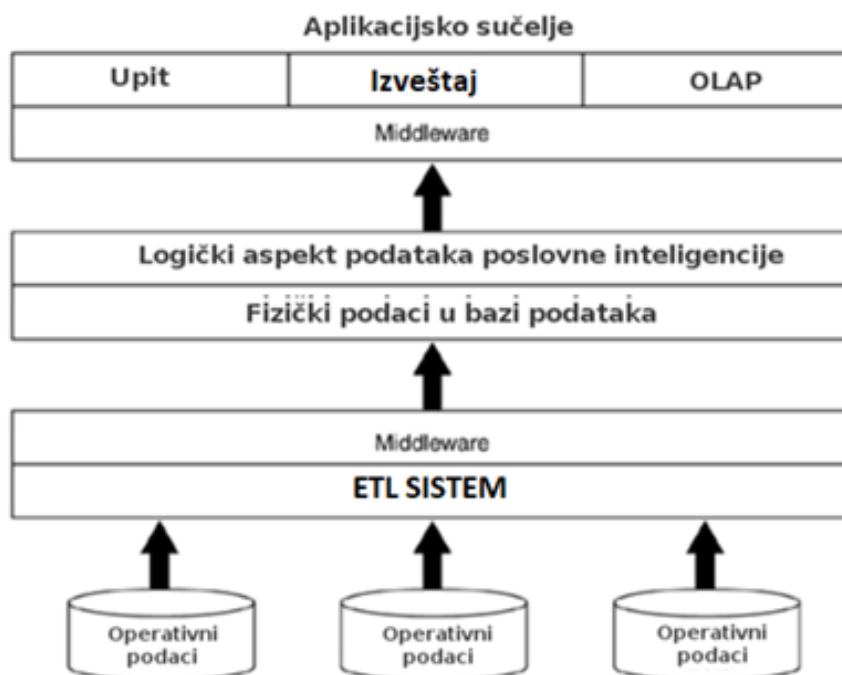 Aplikacijsko sučelje
Upit
Izveštaj
OLAP
Middleware
Logički aspekt podataka poslovne inteligencije
Fizički podaci u bazi podataka
Middleware
ETL SISTEM
Operativni
podaci
Operativni
podaci
Operativni
podaci